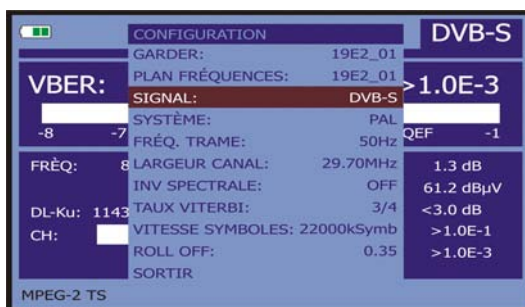 CONFIGURATION
DVB-S
GARDER: 19E2_01
PLAN FRÉQUENCES: 19E2_01
VBER: >1.0E-3
SIGNAL: DVB-S
SYSTÈME: PAL
-8 -7 QEF -1
FRÉQ. TRAME: 50Hz
FRÈQ: 8 LARGEUR CANAL: 29.70MHz 1.3 dB
INV SPECTRALE: OFF 61.2 dBµV
DL-Ku: 1143 TAUX VITERBI: 3/4 <3.0 dB
CH: VITESSE SYMBOLES: 22000kSymb >1.0E-1
ROLL OFF: 0.35 >1.0E-3
SORTIR
MPEG-2 TS